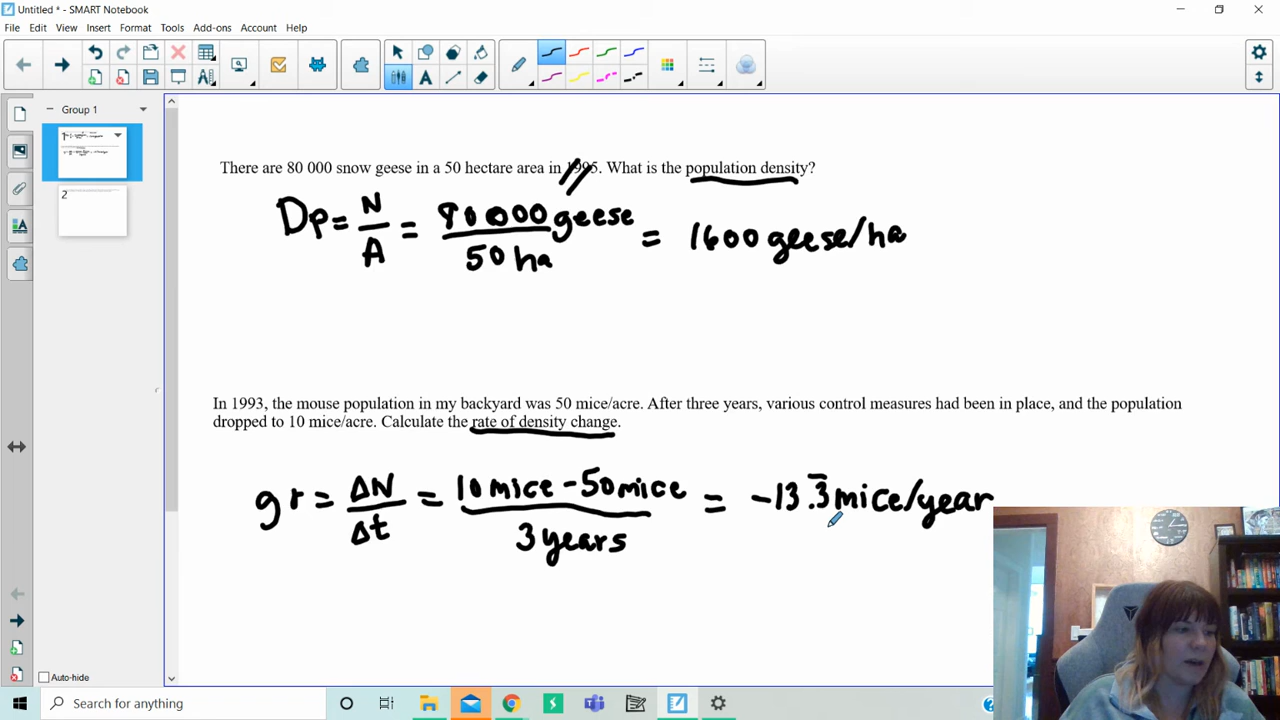 Untitled * - SMART Notebook
File Edit View Insert Format Tools Add-ons Account Help
Group 1
1
2
There are 80 000 snow geese in a 50 hectare area in 1995. What is the population density?
Dp = N/A = 80 000 geese/50 ha = 1600 geese/ha
In 1993, the mouse population in my backyard was 50 mice/acre. After three years, various control measures had been in place, and the population
dropped to 10 mice/acre. Calculate the rate of density change.
gr = ΔN/Δt = 10 mice - 50 mice/3 years = -13.3̅ mice/year
Auto-hide
Search for anything